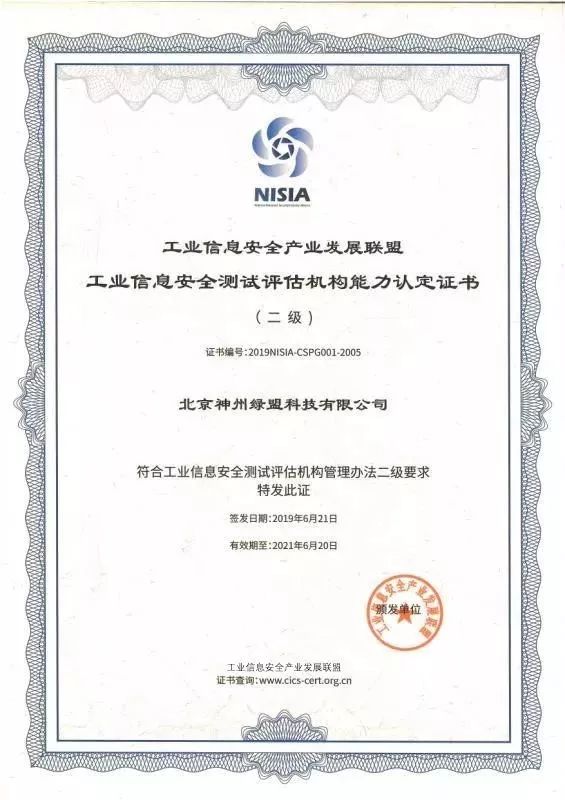 NISIA
工业信息安全产业发展联盟
工业信息安全测试评估机构能力认定证书
（二级）
证书编号：2019NISIA-CSPG001-2005
北京神州绿盟科技有限公司
符合工业信息安全测试评估机构管理办法二级要求
特发此证
签发日期：2019年6月21日
有效期至：2021年6月20日
工业信息安全产业发展联盟
颁发单位
工业信息安全产业发展联盟
证书查询：www.cics-cert.org.cn